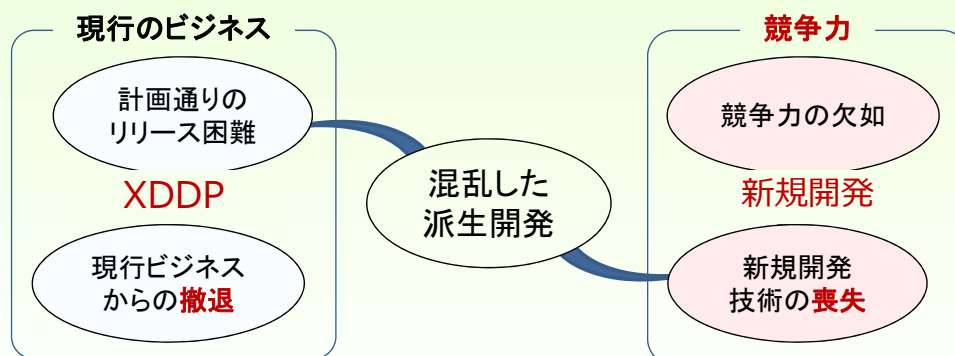 現行のビジネス
計画通りの
リリース困難
XDDP
現行ビジネス
からの撤退
混乱した
派生開発
競争力
競争力の欠如
新規開発
新規開発
技術の喪失